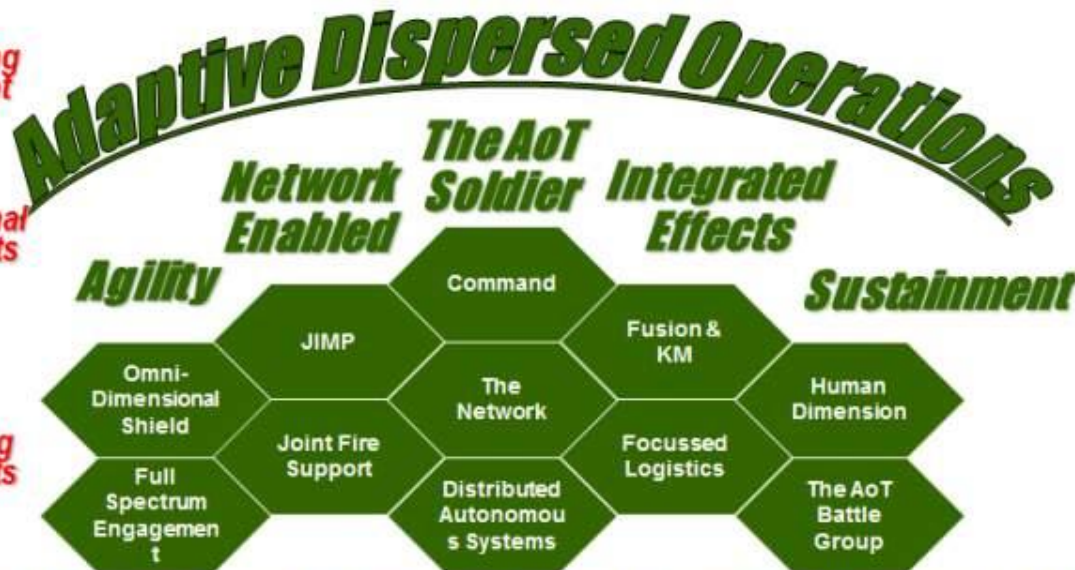 Adaptive Dispersed Operations
The AoT
Soldier
Network
Enabled
Integrated
Effects
Agility
Sustainment
Command
JIMP
Fusion &
KM
Omni-
Dimensional
Shield
The
Network
Human
Dimension
Joint Fire
Support
Focussed
Logistics
Full
Spectrum
Engagemen
t
Distributed
Autonomou
s Systems
The AoT
Battle
Group